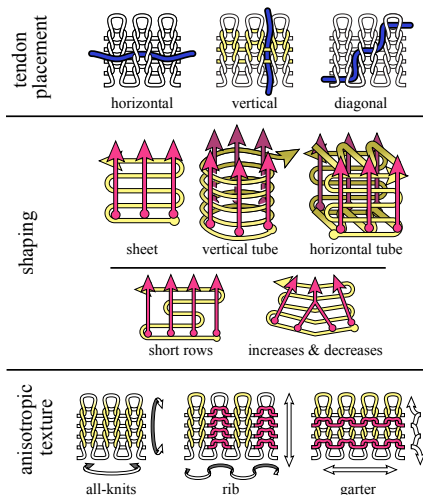 tendon
placement
horizontal
vertical
diagonal
shaping
sheet
vertical tube
horizontal tube
short rows
increases & decreases
anisotropic
texture
all-knits
rib
garter